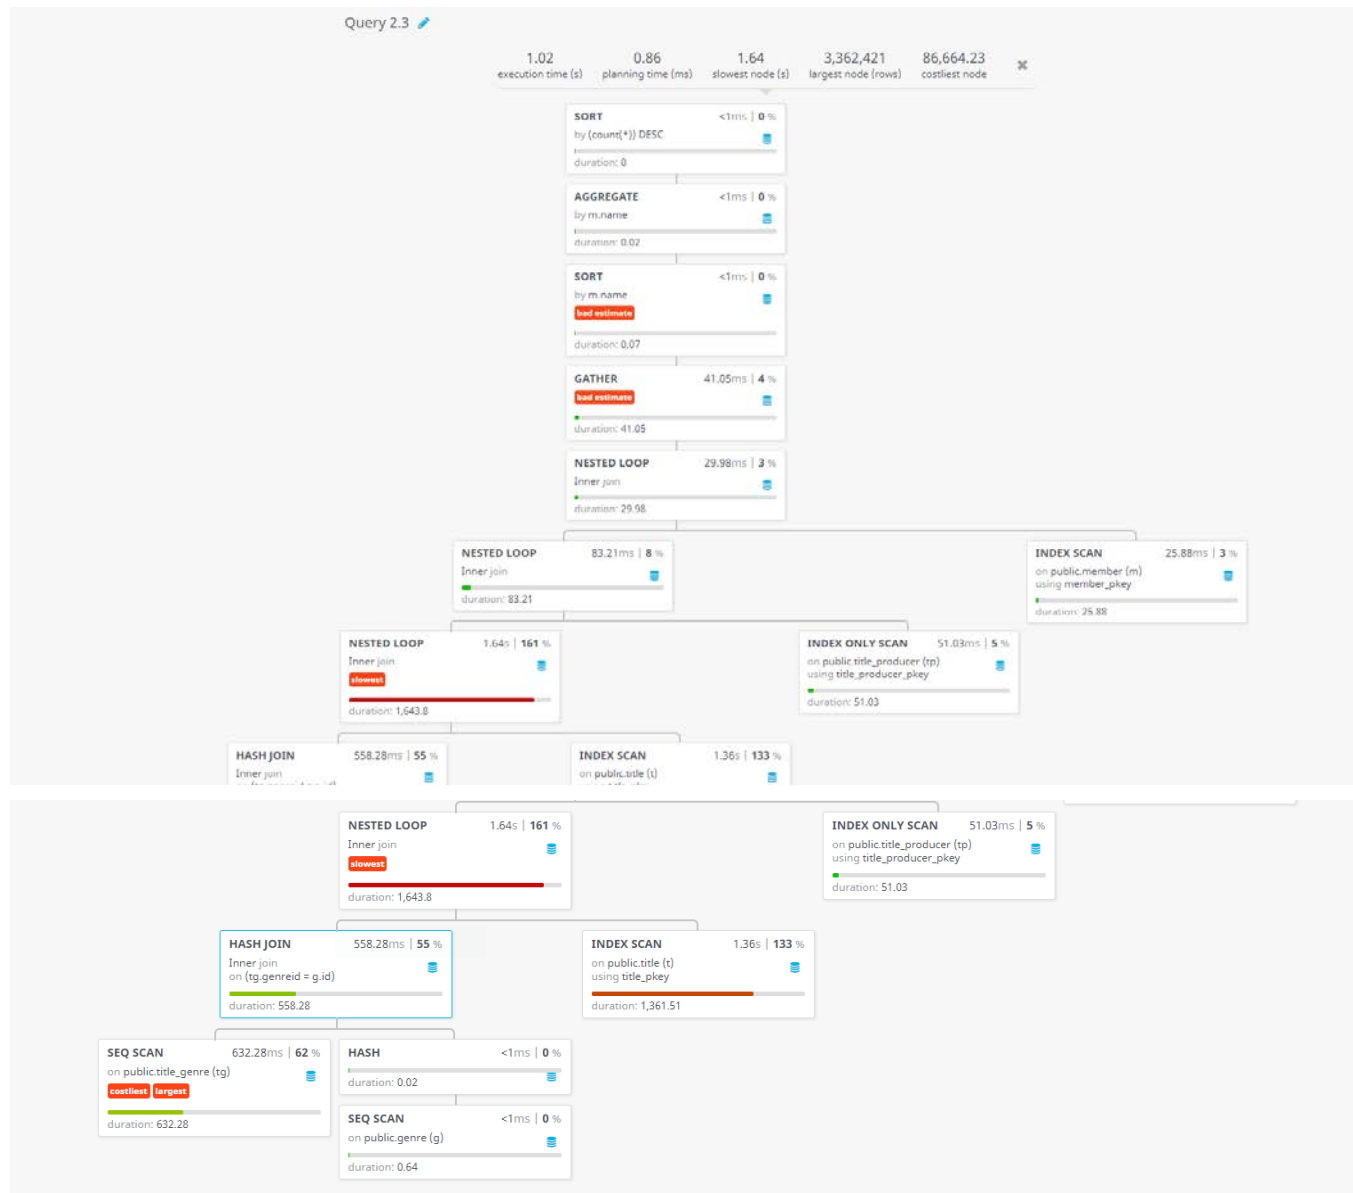 Query 2.3
1.02 0.86 1.64 3,362,421 86,664.23
execution time (s) planning time (ms) slowest node (s) largest node (rows) costliest node
SORT <1ms | 0 %
by (count(*)) DESC
duration: 0
AGGREGATE <1ms | 0 %
by m.name
duration: 0.02
SORT <1ms | 0 %
by m.name
bad estimate
duration: 0.07
GATHER 41.05ms | 4 %
bad estimate
duration: 41.05
NESTED LOOP 29.98ms | 3 %
Inner join
duration: 29.98
NESTED LOOP 83.21ms | 8 %
Inner join
duration: 83.21
INDEX SCAN 25.88ms | 3 %
on public.member (m)
using member_pkey
duration: 25.88
NESTED LOOP 1.64s | 161 %
Inner join
slowest
duration: 1,643.8
INDEX ONLY SCAN 51.03ms | 5 %
on public.title_producer (tp)
using title_producer_pkey
duration: 51.03
HASH JOIN 558.28ms | 55 %
Inner join
INDEX SCAN 1.36s | 133 %
on public.title (t)
NESTED LOOP 1.64s | 161 %
Inner join
slowest
duration: 1,643.8
INDEX ONLY SCAN 51.03ms | 5 %
on public.title_producer (tp)
using title_producer_pkey
duration: 51.03
HASH JOIN 558.28ms | 55 %
Inner join
on (tg.genreid = g.id)
duration: 558.28
INDEX SCAN 1.36s | 133 %
on public.title (t)
using title_pkey
duration: 1,361.51
SEQ SCAN 632.28ms | 62 %
on public.title_genre (tg)
costliest largest
duration: 632.28
HASH <1ms | 0 %
duration: 0.02
SEQ SCAN <1ms | 0 %
on public.genre (g)
duration: 0.64